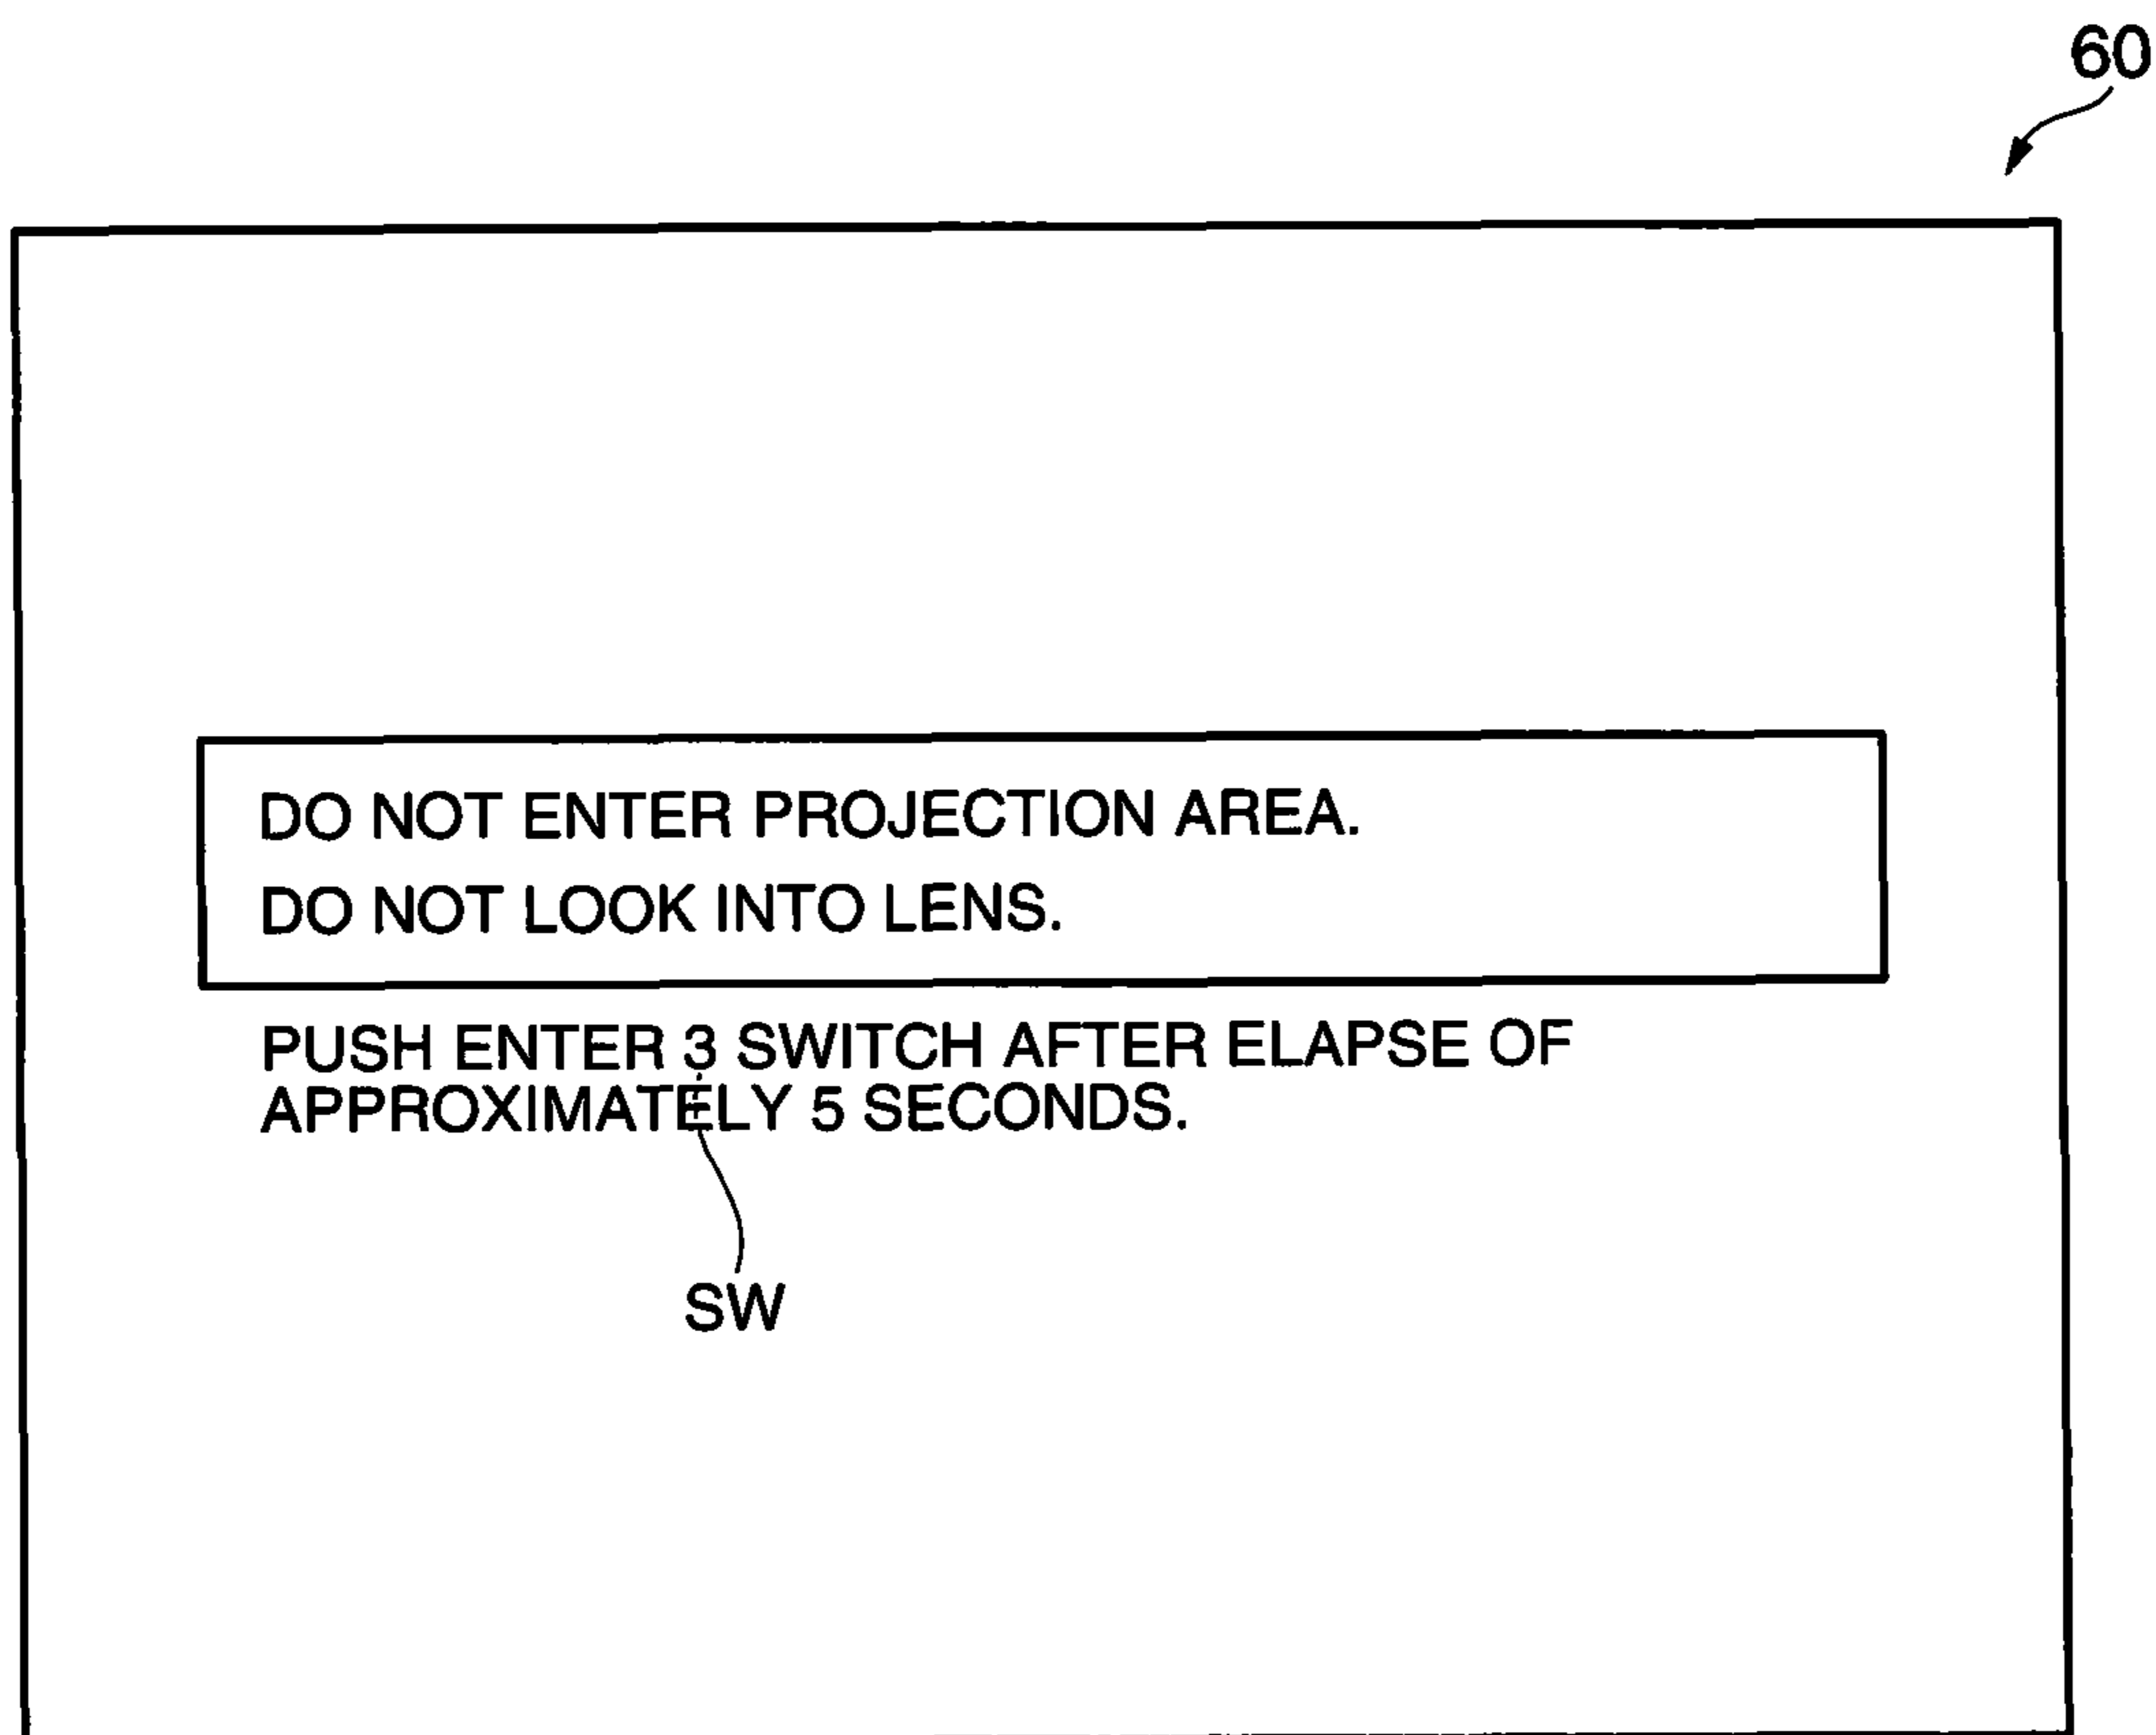 60
DO NOT ENTER PROJECTION AREA.
DO NOT LOOK INTO LENS.
PUSH ENTER 3 SWITCH AFTER ELAPSE OF
APPROXIMATELY 5 SECONDS.
SW